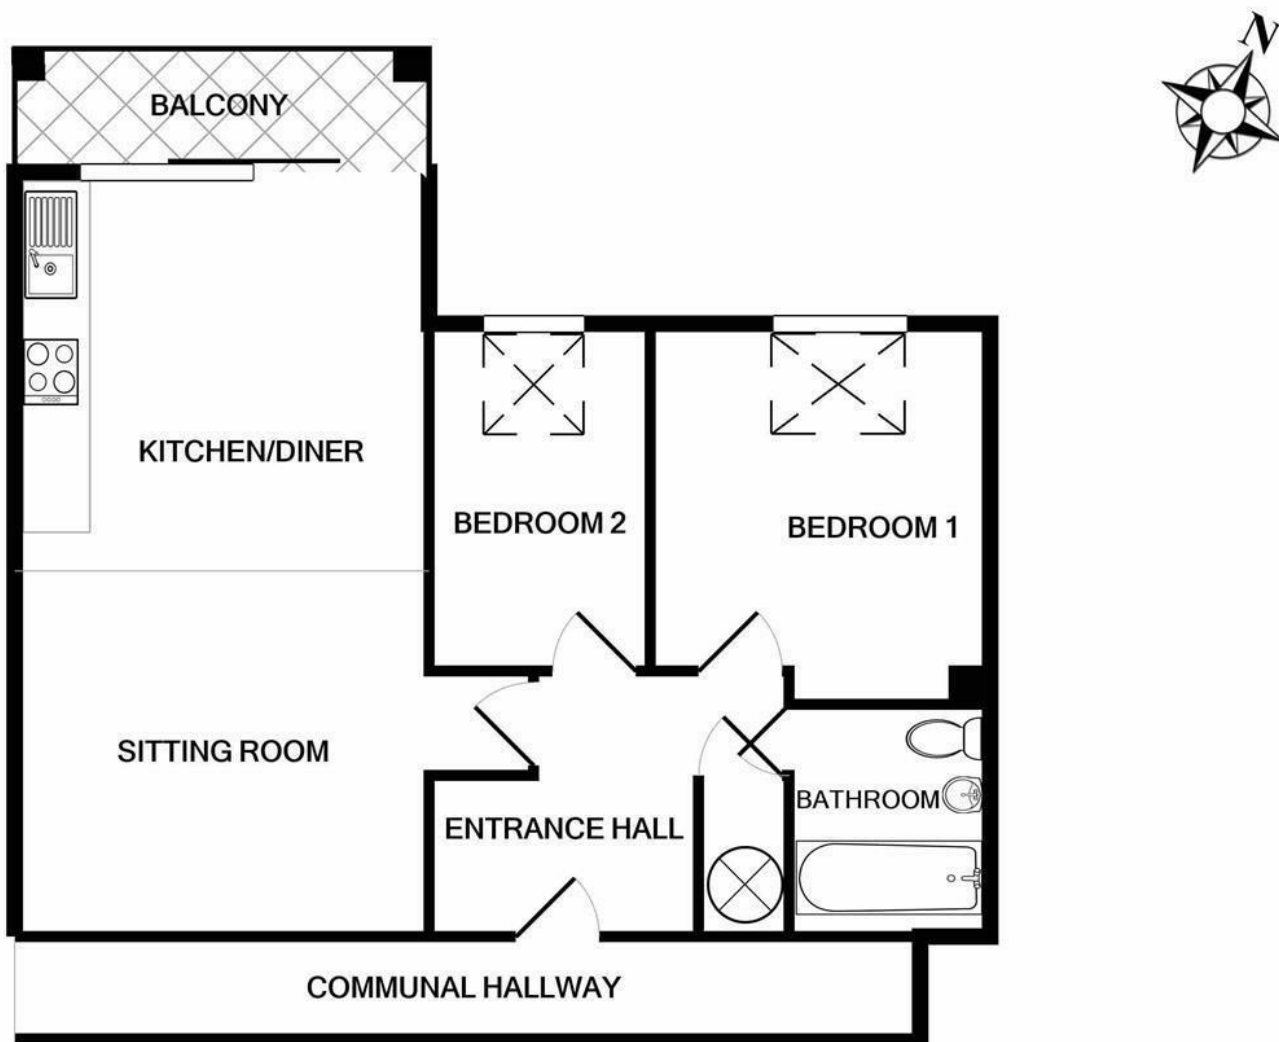 N
BALCONY
KITCHEN/DINER
BEDROOM 2
BEDROOM 1
SITTING ROOM
BATHROOM
ENTRANCE HALL
COMMUNAL HALLWAY